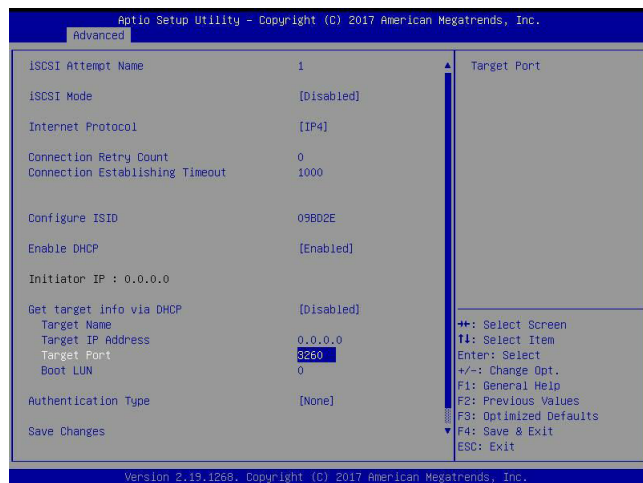 Aptio Setup Utility – Copyright (C) 2017 American Megatrends, Inc.
Advanced
iSCSI Attempt Name 1
iSCSI Mode [Disabled]
Internet Protocol [IP4]
Connection Retry Count 0
Connection Establishing Timeout 1000
Configure ISID 09BD2E
Enable DHCP [Enabled]
Initiator IP : 0.0.0.0
Get target info via DHCP [Disabled]
Target Name
Target IP Address 0.0.0.0
Target Port 3260
Boot LUN 0
Authentication Type [None]
Save Changes
Target Port
→←: Select Screen
↑↓: Select Item
Enter: Select
+/-: Change Opt.
F1: General Help
F2: Previous Values
F3: Optimized Defaults
F4: Save & Exit
ESC: Exit
Version 2.19.1268. Copyright (C) 2017 American Megatrends, Inc.